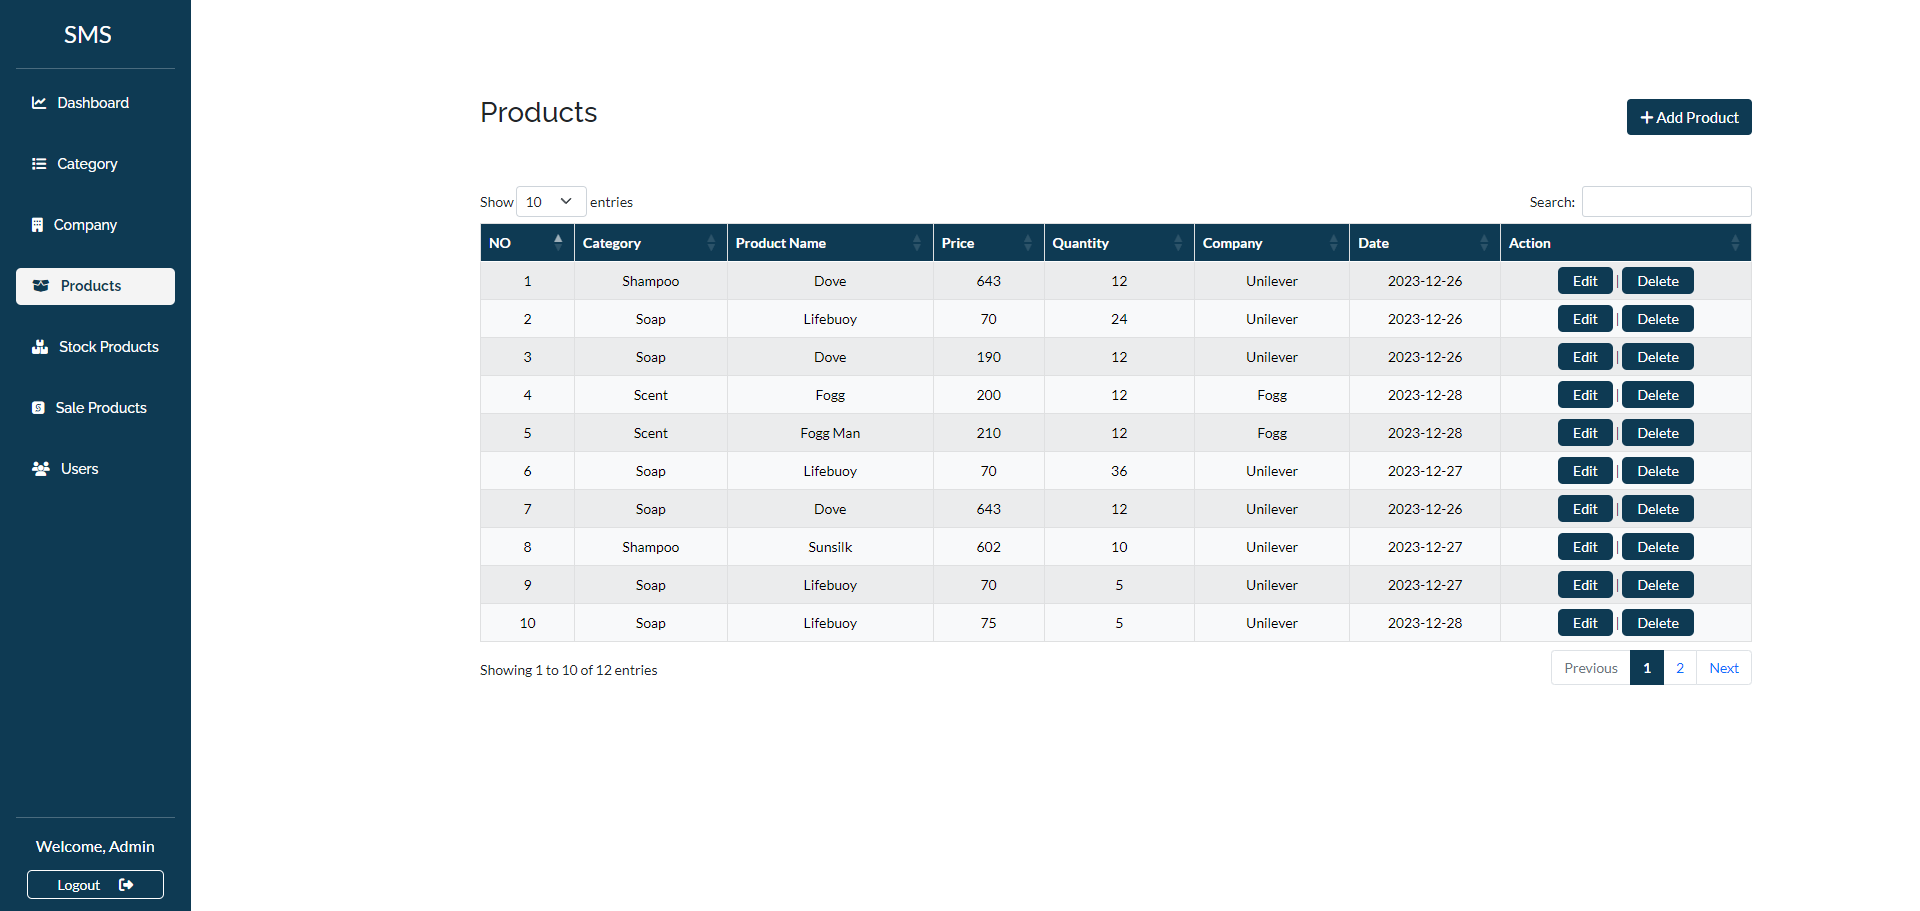 SMS
Dashboard
Category
Company
Products
Stock Products
Sale Products
Users
Welcome, Admin
Logout
Products
Add Product
Show 10 entries
Search:
NO Category Product Name Price Quantity Company Date Action
1 Shampoo Dove 643 12 Unilever 2023-12-26 Edit | Delete
2 Soap Lifebuoy 70 24 Unilever 2023-12-26 Edit | Delete
3 Soap Dove 190 12 Unilever 2023-12-26 Edit | Delete
4 Scent Fogg 200 12 Fogg 2023-12-28 Edit | Delete
5 Scent Fogg Man 210 12 Fogg 2023-12-28 Edit | Delete
6 Soap Lifebuoy 70 36 Unilever 2023-12-27 Edit | Delete
7 Soap Dove 643 12 Unilever 2023-12-26 Edit | Delete
8 Shampoo Sunsilk 602 10 Unilever 2023-12-27 Edit | Delete
9 Soap Lifebuoy 70 5 Unilever 2023-12-27 Edit | Delete
10 Soap Lifebuoy 75 5 Unilever 2023-12-28 Edit | Delete
Showing 1 to 10 of 12 entries
Previous 1 2 Next